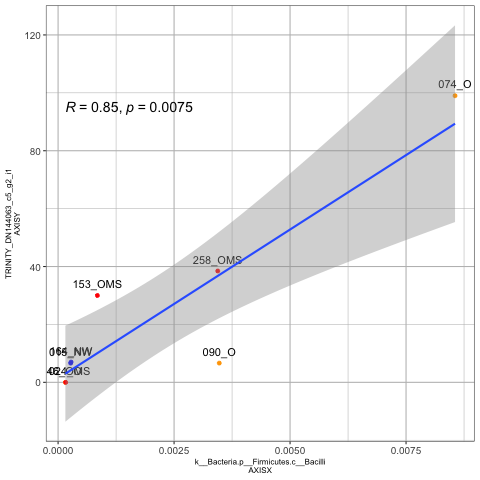 120
80
40
0
R = 0.85, p = 0.0075
074_O
258_OMS
153_OMS
090_O
0.0000
0.0025
0.0050
0.0075
k__Bacteria.p__Firmicutes.c__Bacilli
AXISX
TRINITY_DN144063_c5_g2_i1
AXISY